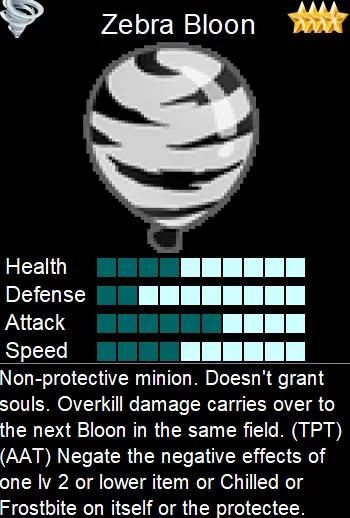 Zebra Bloon
Health
Defense
Attack
Speed
Non-protective minion. Doesn't grant
souls. Overkill damage carries over to
the next Bloon in the same field. (TPT)
(AAT) Negate the negative effects of
one lv 2 or lower item or Chilled or
Frostbite on itself or the protectee.